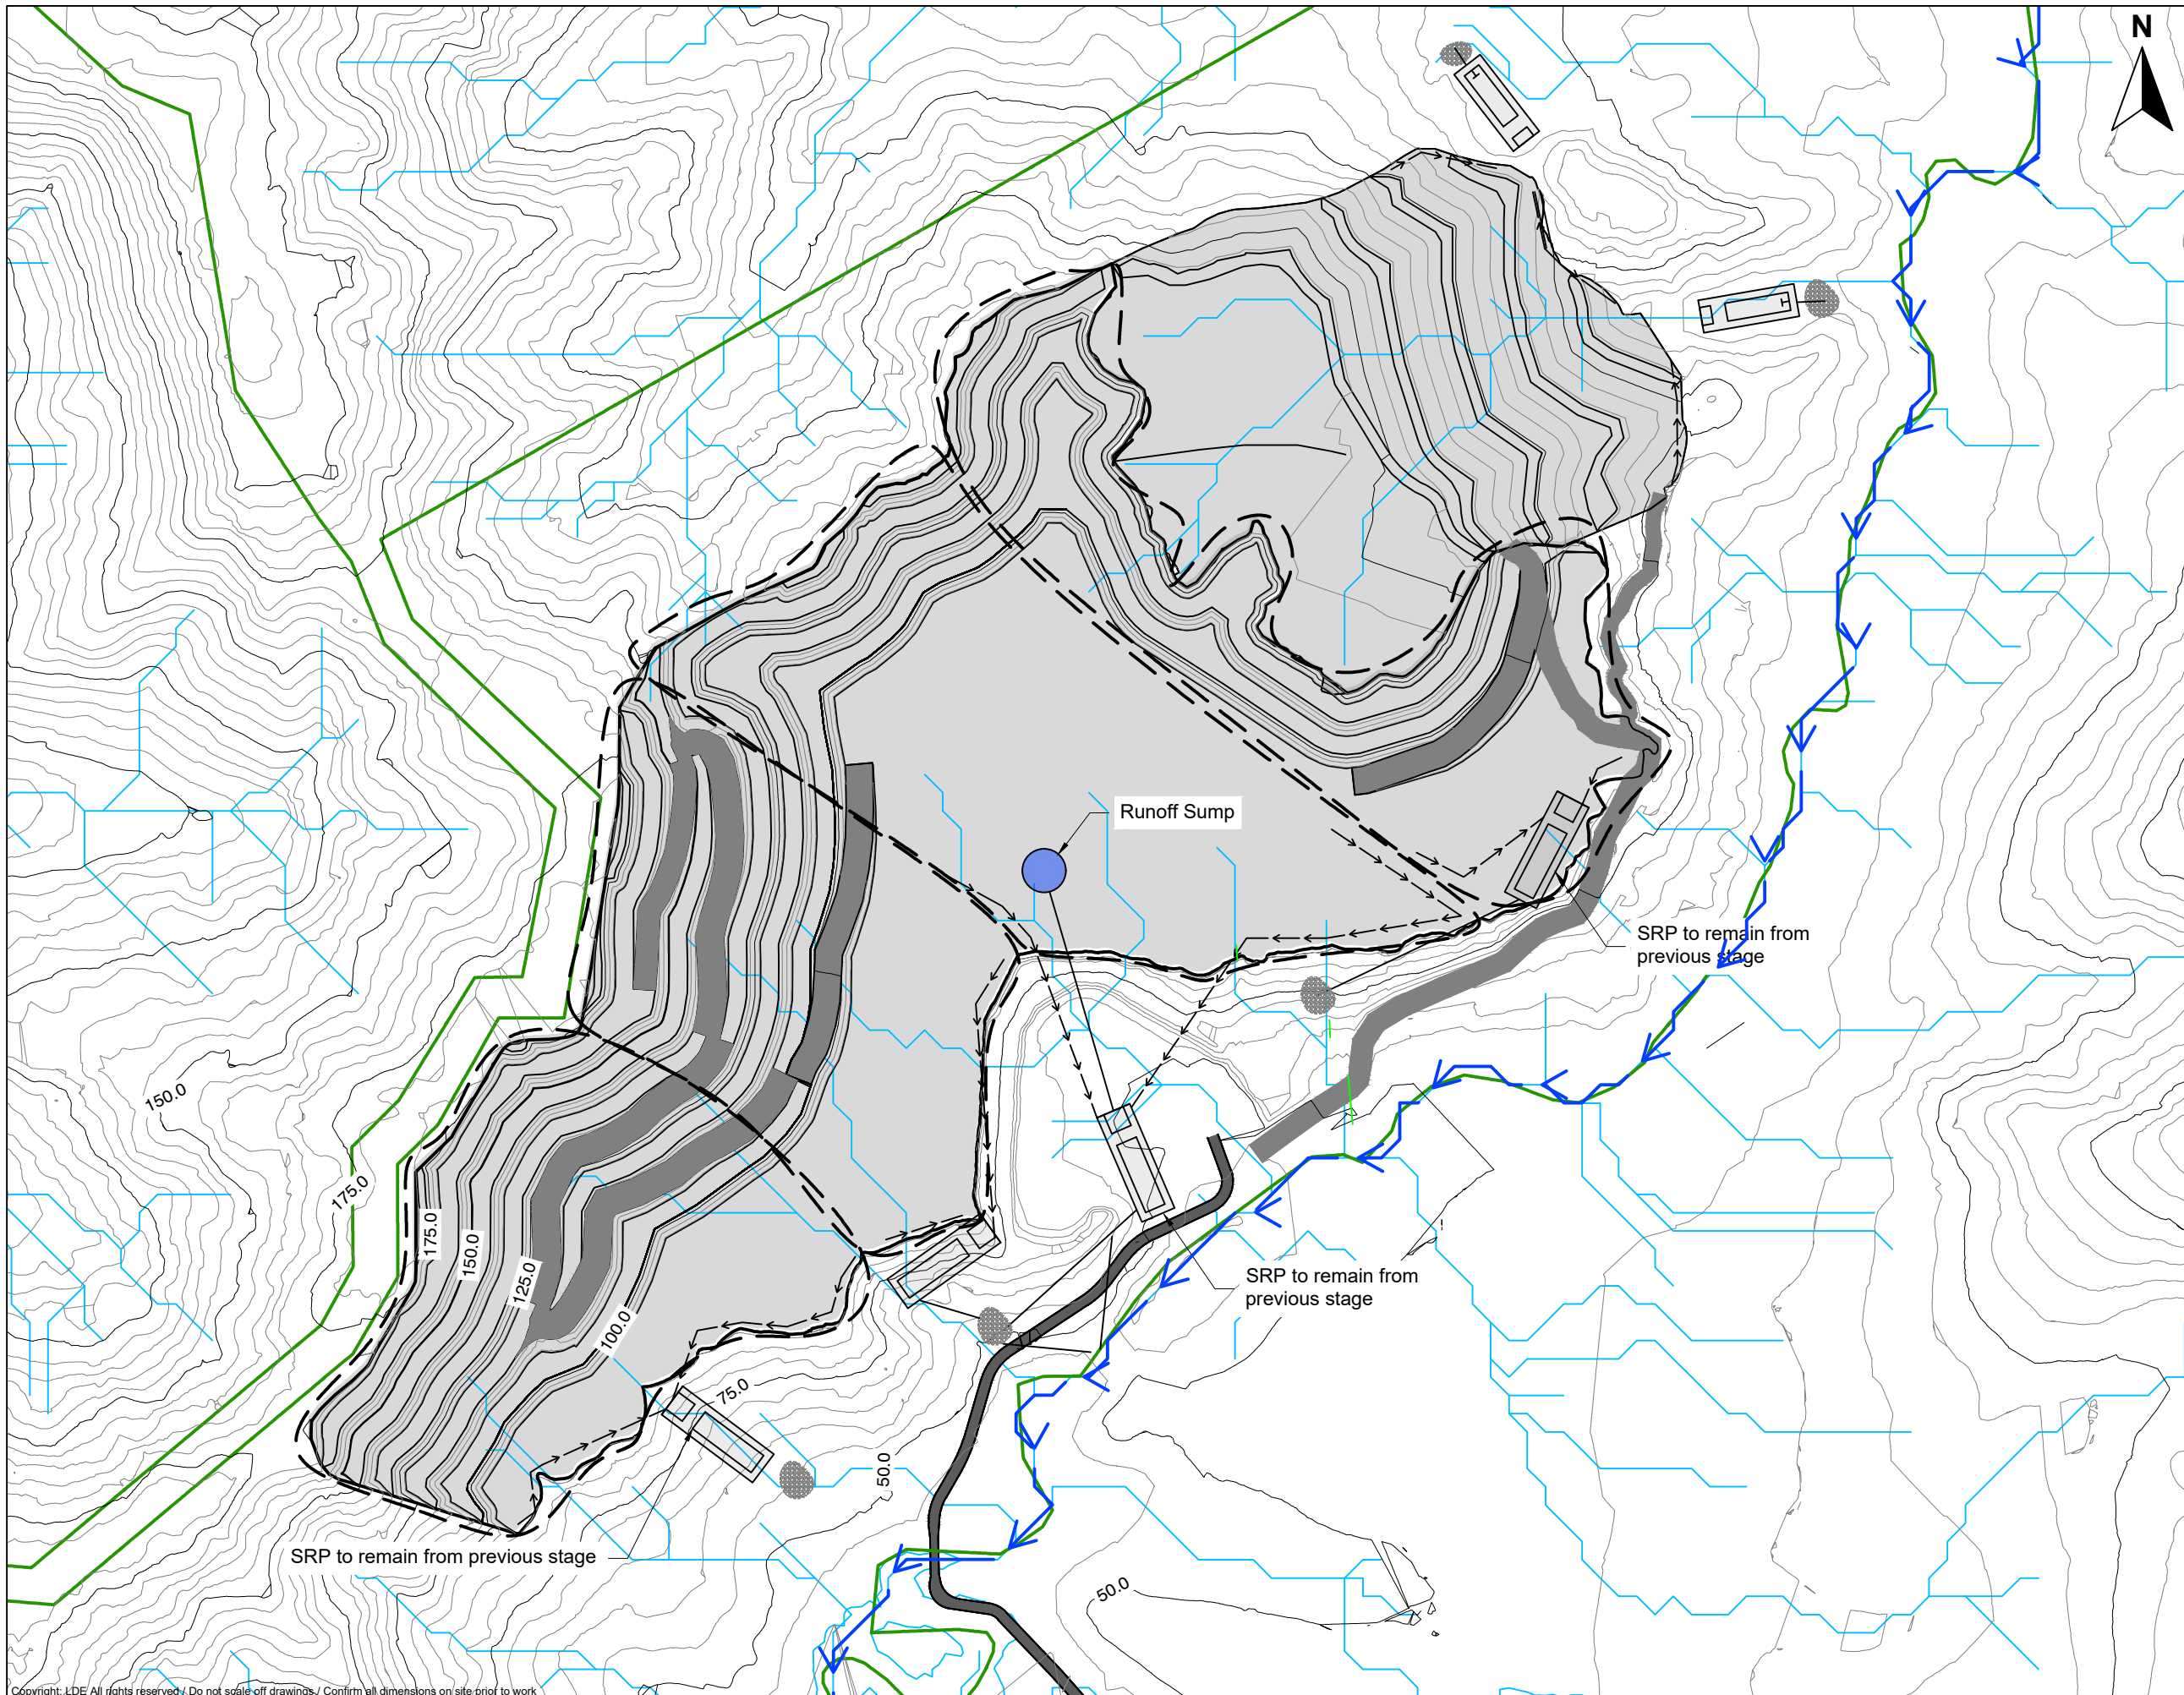 N
Runoff Sump
SRP to remain from
previous stage
150.0
175.0
175.0
150.0
125.0
100.0
SRP to remain from
previous stage
75.0
50.0
SRP to remain from previous stage
50.0
Copyright: LDE All rights reserved / Do not scale off drawings / Confirm all dimensions on site prior to work